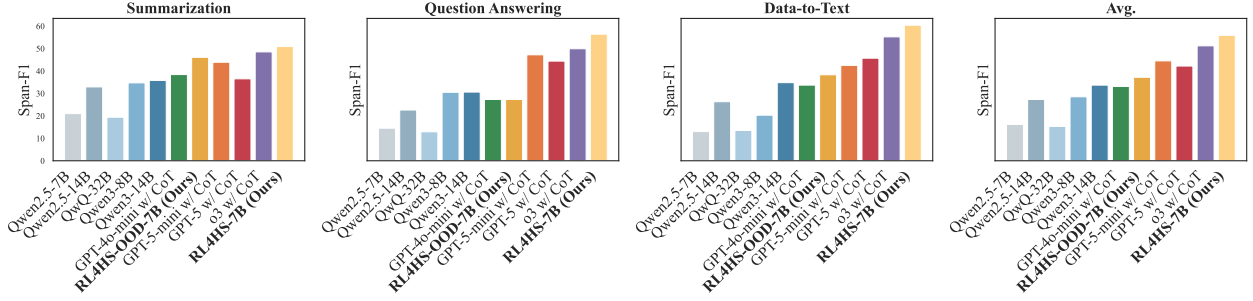 Summarization
Question Answering
Data-to-Text
Avg.
Span-F1
60
50
40
30
20
10
0
Qwen2.5-7B
Qwen2.5-14B
QwQ-32B
Qwen3-8B
Qwen3-14B
GPT-4o-mini w/ CoT
RL4HS-OOD-7B (Ours)
GPT-5-mini w/ CoT
GPT-5 w/ CoT
o3 w/ CoT
RL4HS-7B (Ours)
Span-F1
Qwen2.5-7B
Qwen2.5-14B
QwQ-32B
Qwen3-8B
Qwen3-14B
GPT-4o-mini w/ CoT
RL4HS-OOD-7B (Ours)
GPT-5-mini w/ CoT
GPT-5 w/ CoT
o3 w/ CoT
RL4HS-7B (Ours)
Span-F1
Qwen2.5-7B
Qwen2.5-14B
QwQ-32B
Qwen3-8B
Qwen3-14B
GPT-4o-mini w/ CoT
RL4HS-OOD-7B (Ours)
GPT-5-mini w/ CoT
GPT-5 w/ CoT
o3 w/ CoT
RL4HS-7B (Ours)
Span-F1
Qwen2.5-7B
Qwen2.5-14B
QwQ-32B
Qwen3-8B
Qwen3-14B
GPT-4o-mini w/ CoT
RL4HS-OOD-7B (Ours)
GPT-5-mini w/ CoT
GPT-5 w/ CoT
o3 w/ CoT
RL4HS-7B (Ours)